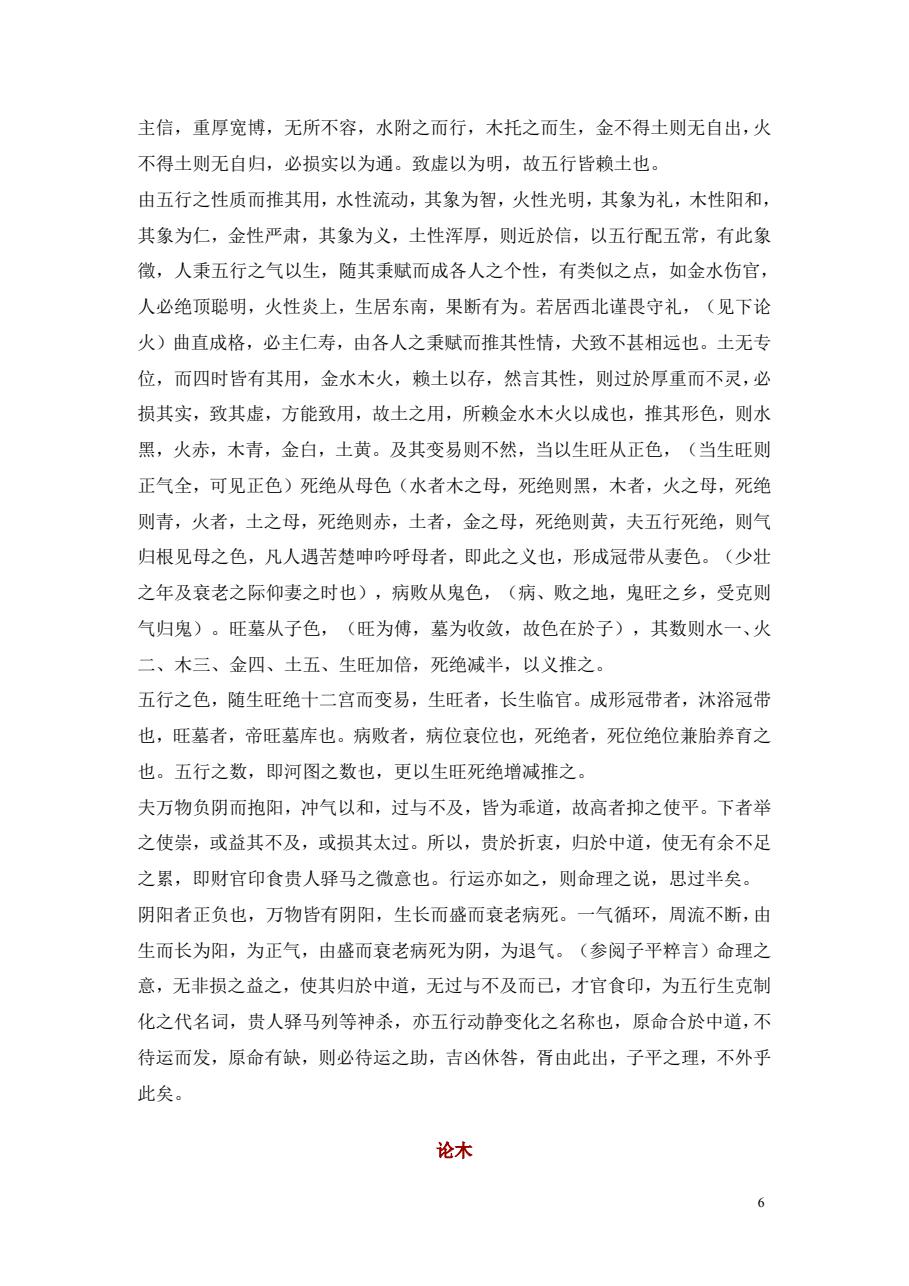 主信，重厚宽博，无所不容，水附之而行，木托之而生，金不得土则无自出，火
不得土则无自归，必损实以为通。致虚以为明，故五行皆赖土也。
由五行之性质而推其用，水性流动，其象为智，火性光明，其象为礼，木性阳和，
其象为仁，金性严肃，其象为义，土性浑厚，则近於信，以五行配五常，有此象
徵，人秉五行之气以生，随其秉赋而成各人之个性，有类似之点，如金水伤官，
人必绝顶聪明，火性炎上，生居东南，果断有为。若居西北谨畏守礼，（见下论
火）曲直成格，必主仁寿，由各人之秉赋而推其性情，犬致不甚相远也。土无专
位，而四时皆有其用，金水木火，赖土以存，然言其性，则过於厚重而不灵，必
损其实，致其虚，方能致用，故土之用，所赖金水木火以成也，推其形色，则水
黑，火赤，木青，金白，土黄。及其变易则不然，当以生旺从正色，（当生旺则
正气全，可见正色）死绝从母色（水者木之母，死绝则黑，木者，火之母，死绝
则青，火者，土之母，死绝则赤，土者，金之母，死绝则黄，夫五行死绝，则气
归根见母之色，凡人遇苦楚呻吟呼母者，即此之义也，形成冠带从妻色。（少壮
之年及衰老之际仰妻之时也），病败从鬼色，（病、败之地，鬼旺之乡，受克则
气归鬼）。旺墓从子色，（旺为傅，墓为收敛，故色在於子），其数则水一、火
二、木三、金四、土五、生旺加倍，死绝减半，以义推之。
五行之色，随生旺绝十二宫而变易，生旺者，长生临官。成形冠带者，沐浴冠带
也，旺墓者，帝旺墓库也。病败者，病位衰位也，死绝者，死位绝位兼胎养育之
也。五行之数，即河图之数也，更以生旺死绝增减推之。
夫万物负阴而抱阳，冲气以和，过与不及，皆为乖道，故高者抑之使平。下者举
之使崇，或益其不及，或损其太过。所以，贵於折衷，归於中道，使无有余不足
之累，即财官印食贵人驿马之微意也。行运亦如之，则命理之说，思过半矣。
阴阳者正负也，万物皆有阴阳，生长而盛而衰老病死。一气循环，周流不断，由
生而长为阳，为正气，由盛而衰老病死为阴，为退气。（参阅子平粹言）命理之
意，无非损之益之，使其归於中道，无过与不及而已，才官食印，为五行生克制
化之代名词，贵人驿马列等神杀，亦五行动静变化之名称也，原命合於中道，不
待运而发，原命有缺，则必待运之助，吉凶休咎，胥由此出，子平之理，不外乎
此矣。
论木
6